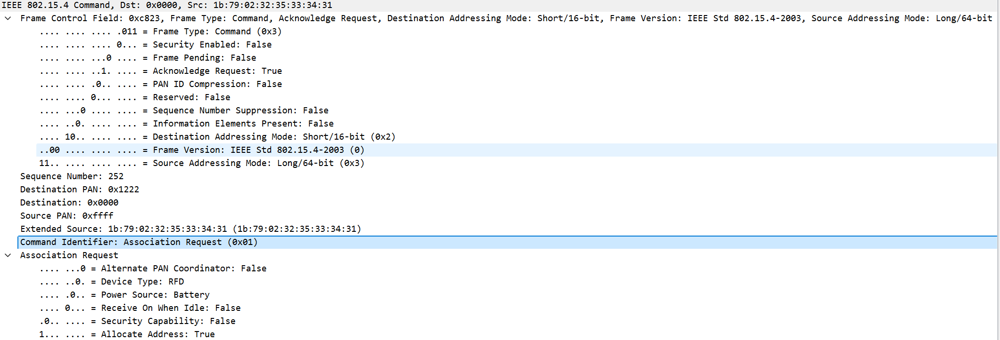 IEEE 802.15.4 Command, Dst: 0x0000, Src: 1b:79:02:32:35:33:34:31
Frame Control Field: 0xc823, Frame Type: Command, Acknowledge Request, Destination Addressing Mode: Short/16-bit, Frame Version: IEEE Std 802.15.4-2003, Source Addressing Mode: Long/64-bit
.... .... .... .011 = Frame Type: Command (0x3)
.... .... .... 0... = Security Enabled: False
.... .... ...0 .... = Frame Pending: False
.... .... ..1. .... = Acknowledge Request: True
.... .... .0.. .... = PAN ID Compression: False
.... .... 0... .... = Reserved: False
.... ...0 .... .... = Sequence Number Suppression: False
.... ..0. .... .... = Information Elements Present: False
.... 10.. .... .... = Destination Addressing Mode: Short/16-bit (0x2)
..00 .... .... .... = Frame Version: IEEE Std 802.15.4-2003 (0)
11.. .... .... .... = Source Addressing Mode: Long/64-bit (0x3)
Sequence Number: 252
Destination PAN: 0x1222
Destination: 0x0000
Source PAN: 0xffff
Extended Source: 1b:79:02:32:35:33:34:31 (1b:79:02:32:35:33:34:31)
Command Identifier: Association Request (0x01)
Association Request
.... ...0 = Alternate PAN Coordinator: False
.... ..0. = Device Type: RFD
.... .0.. = Power Source: Battery
.... 0... = Receive On When Idle: False
.0.. .... = Security Capability: False
1... .... = Allocate Address: True